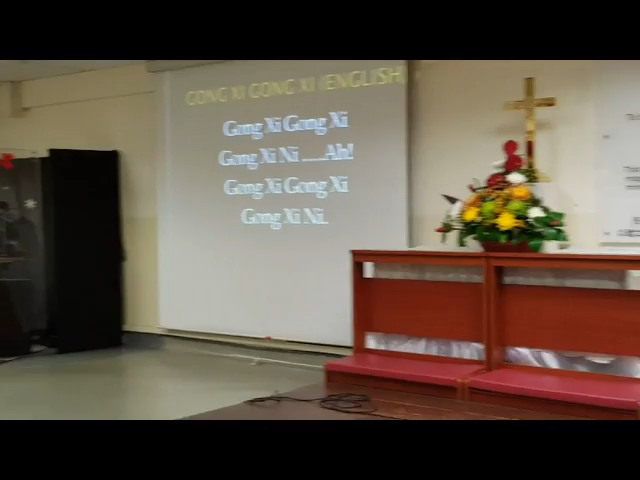 GONG XI GONG XI (ENGLISH)
Gong Xi Gong Xi
Gong Xi Ni ......Ah!
Gong Xi Gong Xi
Gong Xi Ni.